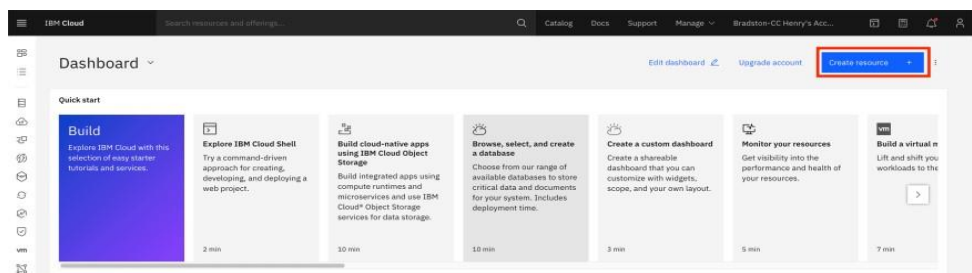 IBM Cloud
Search resources and offerings...
Catalog
Docs
Support
Manage
Bradston-CC Henry's Acc...
Dashboard
Edit dashboard
Upgrade account
Create resource +
Quick start
Build
Explore IBM Cloud with this
selection of easy starter
tutorials and services.
Explore IBM Cloud Shell
Try a command-driven
approach for creating,
developing, and deploying a
web project.
2 min
Build cloud-native apps
using IBM Cloud Object
Storage
Build integrated apps using
compute runtimes and
microservices and use IBM
Cloud® Object Storage
services for data storage.
10 min
Browse, select, and create
a database
Choose from our range of
available databases to store
critical data and documents
for your system. Includes
deployment time.
10 min
Create a custom dashboard
Create a shareable
dashboard that you can
customize with widgets,
scope, and your own layout.
3 min
Monitor your resources
Get visibility into the
performance and health of
your resources.
5 min
vm
Build a virtual m
Lift and shift you
workloads to the
7 min
vm